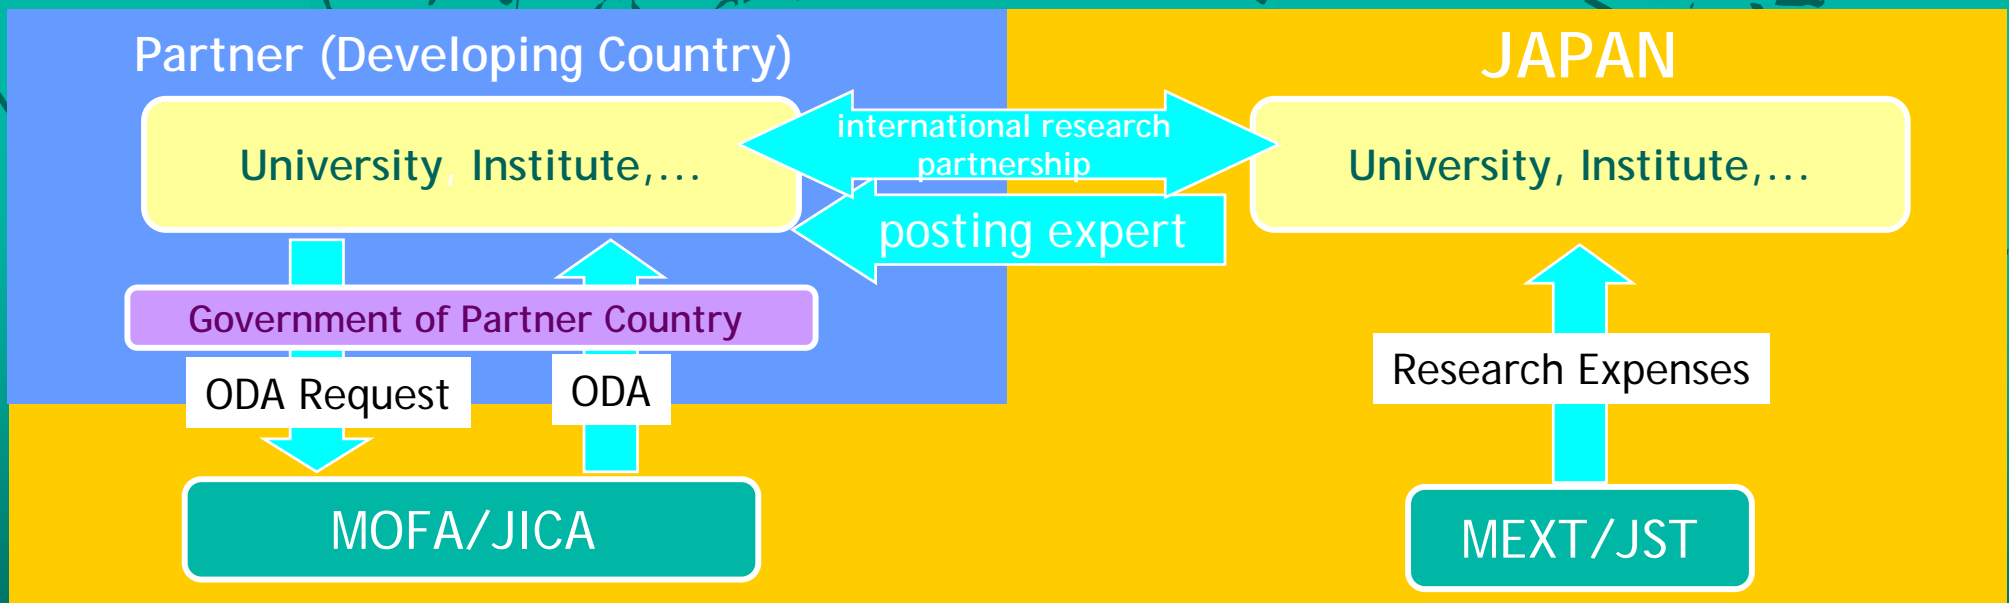 Partner (Developing Country)
JAPAN
University, Institute,...
international research
partnership
University, Institute,...
posting expert
Government of Partner Country
ODA Request
ODA
Research Expenses
MOFA/JICA
MEXT/JST